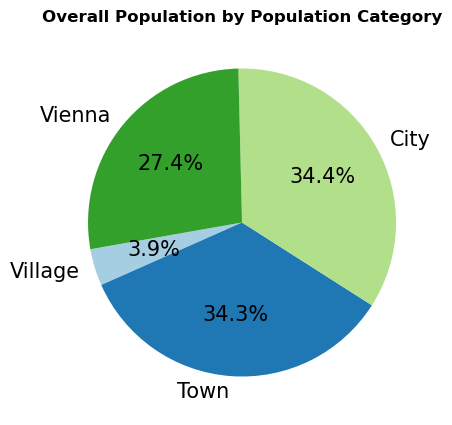 Overall Population by Population Category
Vienna
City
27.4%
34.4%
3.9%
Village
34.3%
Town